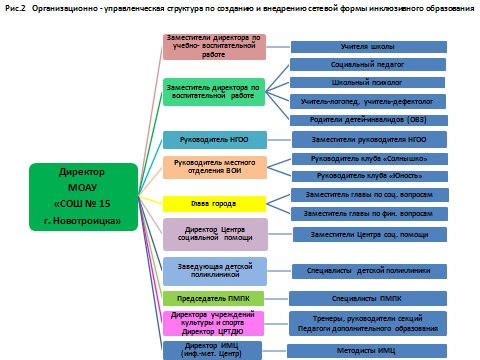 Рис.2 Организационно - управленческая структура по созданию и внедрению сетевой формы инклюзивного образования
Директор
МОАУ
«СОШ № 15
г. Новотроицка»
Заместители директора по
учебно- воспитательной
работе
Учителя школы
Заместитель директора по
воспитательной работе
Социальный педагог
Школьный психолог
Учитель-логопед, учитель-дефектолог
Родители детей-инвалидов (ОВЗ)
Руководитель НГОО
Заместители руководителя НГОО
Руководитель местного
отделения ВОИ
Руководитель клуба «Солнышко»
Руководитель клуба «Юность»
Глава города
Заместитель главы по соц. вопросам
Заместитель главы по фин. вопросам
Директор Центра
социальной помощи
Заместители Центра соц. помощи
Заведующая детской
поликлиникой
Специалисты детской поликлиники
Председатель ПМПК
Специалисты ПМПК
Директора учреждений
культуры и спорта
Директор ЦРТДЮ
Тренеры, руководители секций
Педагоги дополнительного образования
Директор ИМЦ
(инф.-мет. Центр)
Методисты ИМЦ